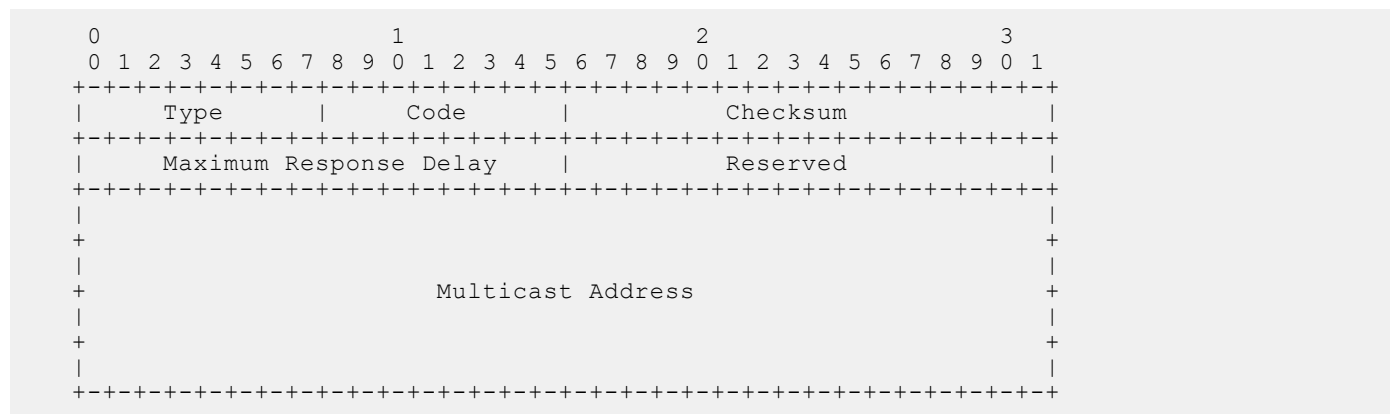 0                   1                   2                   3
 0 1 2 3 4 5 6 7 8 9 0 1 2 3 4 5 6 7 8 9 0 1 2 3 4 5 6 7 8 9 0 1
+-+-+-+-+-+-+-+-+-+-+-+-+-+-+-+-+-+-+-+-+-+-+-+-+-+-+-+-+-+-+-+-+
|     Type      |     Code      |          Checksum             |
+-+-+-+-+-+-+-+-+-+-+-+-+-+-+-+-+-+-+-+-+-+-+-+-+-+-+-+-+-+-+-+-+
|     Maximum Response Delay    |          Reserved             |
+-+-+-+-+-+-+-+-+-+-+-+-+-+-+-+-+-+-+-+-+-+-+-+-+-+-+-+-+-+-+-+-+
|                                                               |
+                                                               +
|                                                               |
+                       Multicast Address                       +
|                                                               |
+                                                               +
|                                                               |
+-+-+-+-+-+-+-+-+-+-+-+-+-+-+-+-+-+-+-+-+-+-+-+-+-+-+-+-+-+-+-+-+